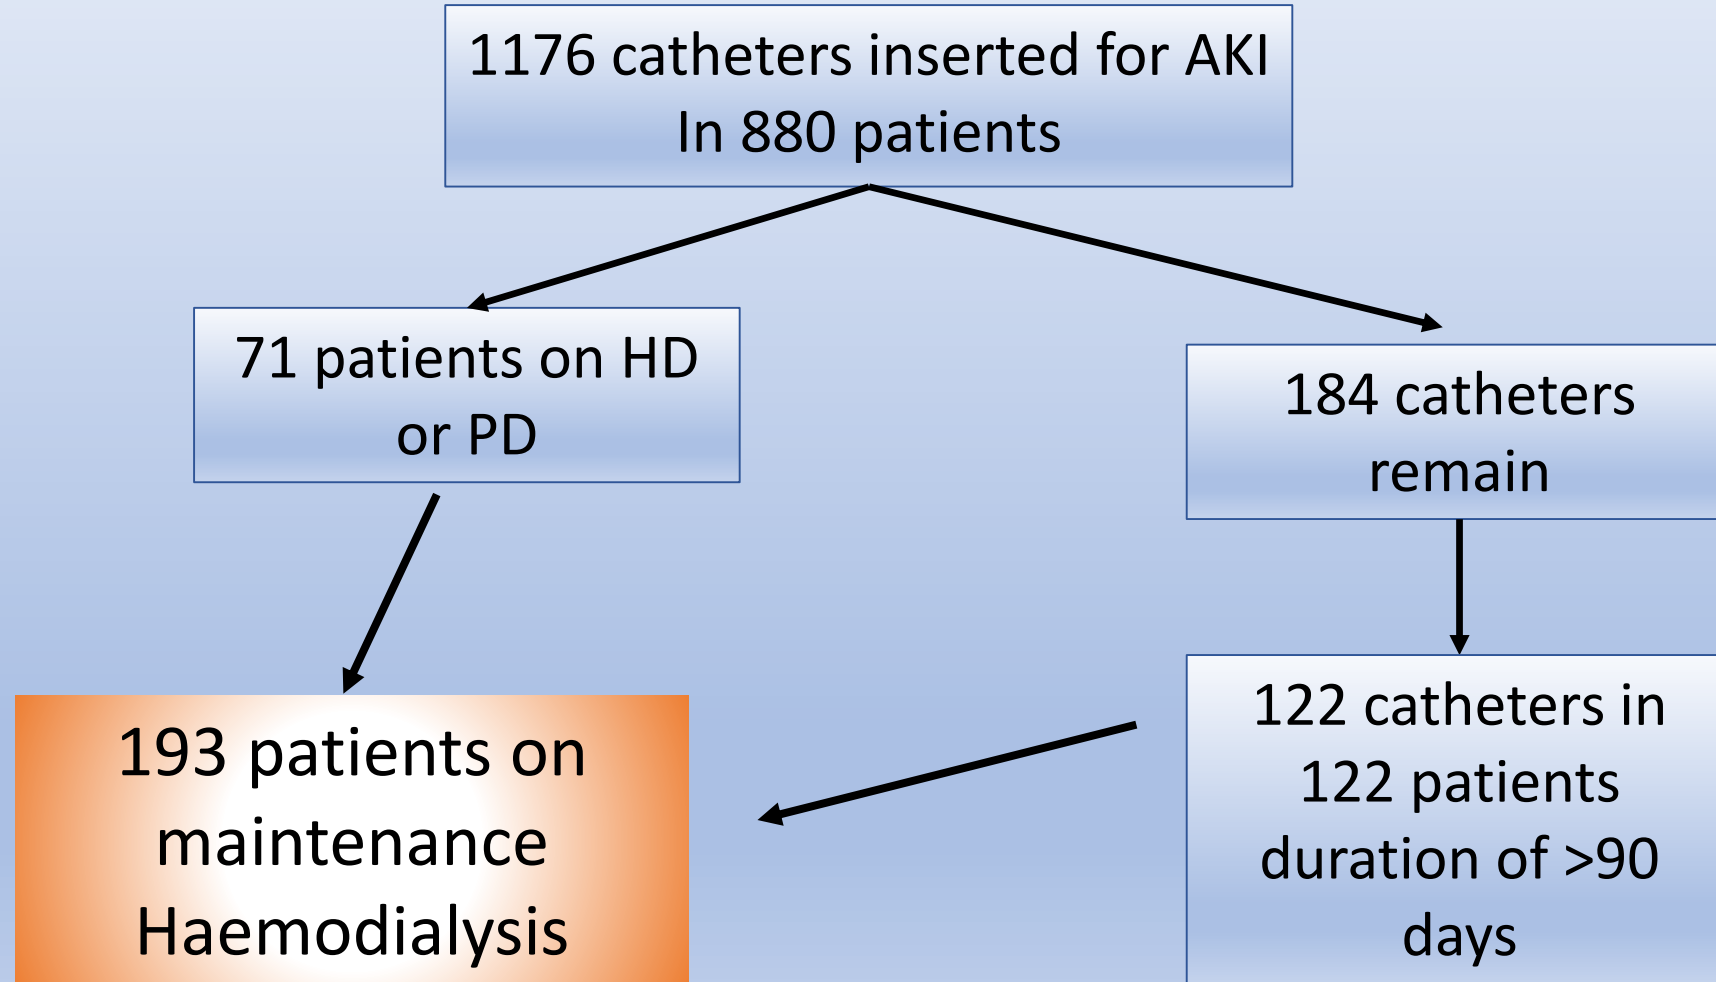 1176 catheters inserted for AKI
In 880 patients
71 patients on HD
or PD
184 catheters
remain
193 patients on
maintenance
Haemodialysis
122 catheters in
122 patients
duration of >90
days